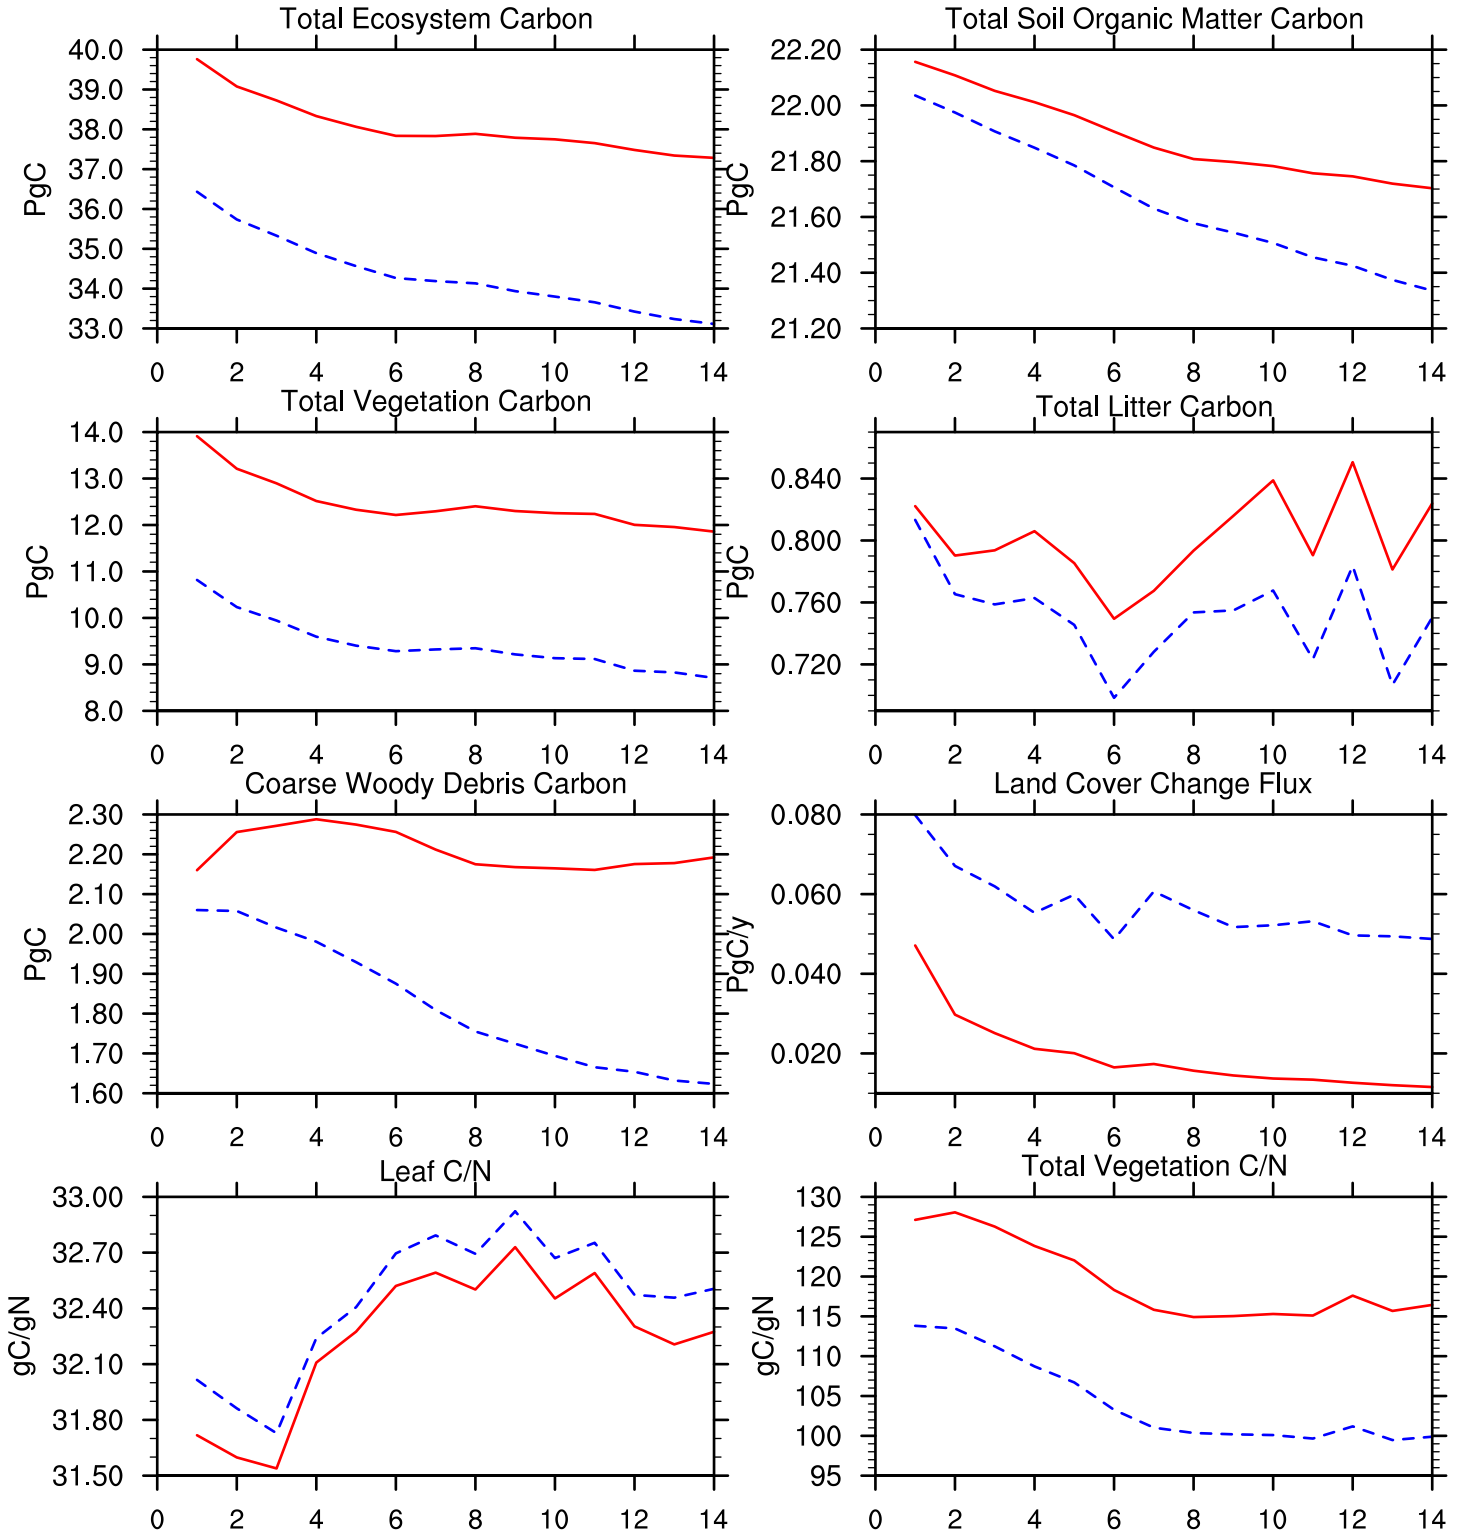 Total Ecosystem Carbon
40.0
39.0
38.0
37.0
36.0
35.0
34.0
33.0
PgC
0 2 4 6 8 10 12 14
Total Soil Organic Matter Carbon
22.20
22.00
21.80
21.60
21.40
21.20
PgC
0 2 4 6 8 10 12 14
Total Vegetation Carbon
14.0
13.0
12.0
11.0
10.0
9.0
8.0
PgC
0 2 4 6 8 10 12 14
Total Litter Carbon
0.840
0.800
0.760
0.720
PgC
0 2 4 6 8 10 12 14
Coarse Woody Debris Carbon
2.30
2.20
2.10
2.00
1.90
1.80
1.70
1.60
PgC
0 2 4 6 8 10 12 14
Land Cover Change Flux
0.080
0.060
0.040
0.020
PgC/y
0 2 4 6 8 10 12 14
Leaf C/N
33.00
32.70
32.40
32.10
31.80
31.50
gC/gN
0 2 4 6 8 10 12 14
Total Vegetation C/N
130
125
120
115
110
105
100
95
gC/gN
0 2 4 6 8 10 12 14